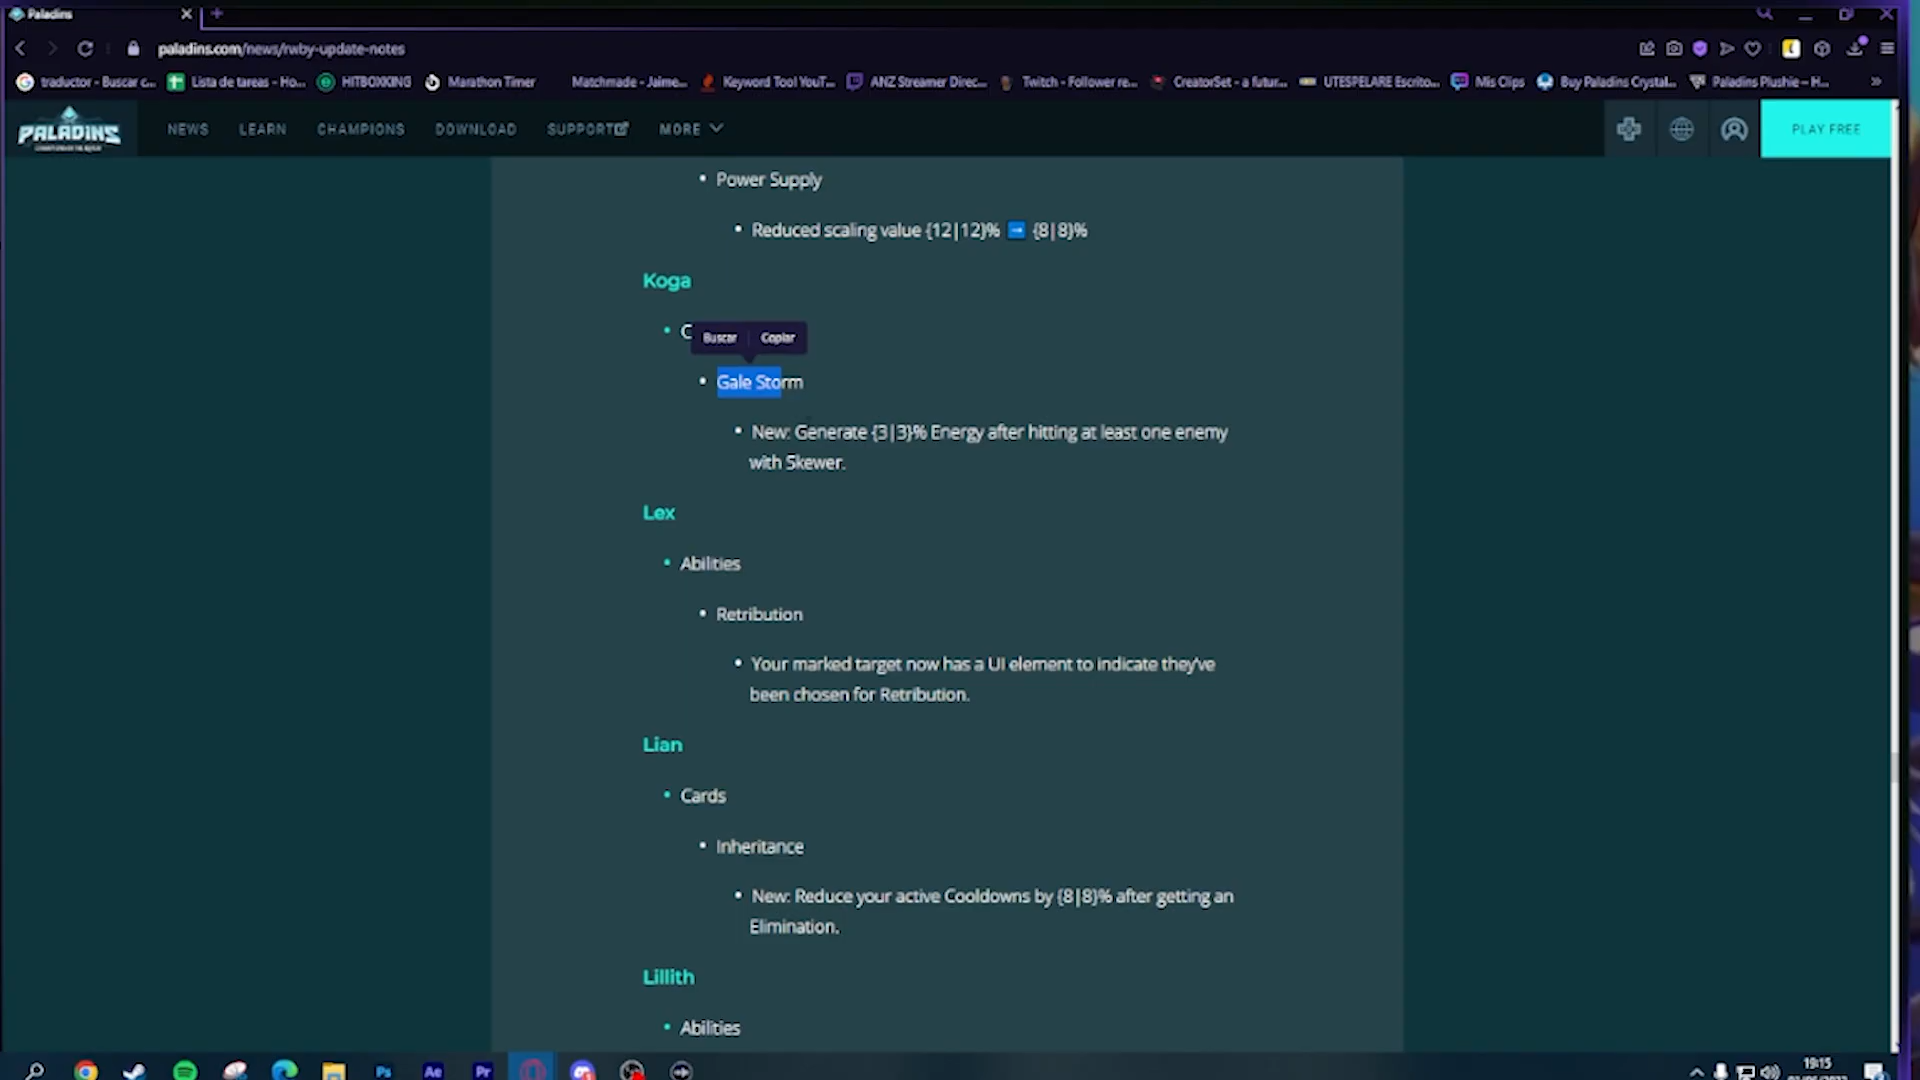 Paladins
paladins.com/news/rwby-update-notes
traductor - Buscar c...
Lista de tareas - Ho...
HITBOXKING
Marathon Timer
Matchmade - Jaime...
Keyword Tool YouT...
ANZ Streamer Direc...
Twitch - Follower re...
CreatorSet - a futur...
UTESPELARE Escrito...
Mis Clips
Buy Paladins Crystal...
Paladins Plushie – H...
PALADINS
NEWS
LEARN
CHAMPIONS
DOWNLOAD
SUPPORT
MORE
PLAY FREE
• Power Supply
• Reduced scaling value {12|12}% → {8|8}%
Koga
• C
Buscar Copiar
• Gale Storm
• New: Generate {3|3}% Energy after hitting at least one enemy
with Skewer.
Lex
• Abilities
• Retribution
• Your marked target now has a UI element to indicate they've
been chosen for Retribution.
Lian
• Cards
• Inheritance
• New: Reduce your active Cooldowns by {8|8}% after getting an
Elimination.
Lillith
• Abilities
Ps
Ae
Pr
19:15